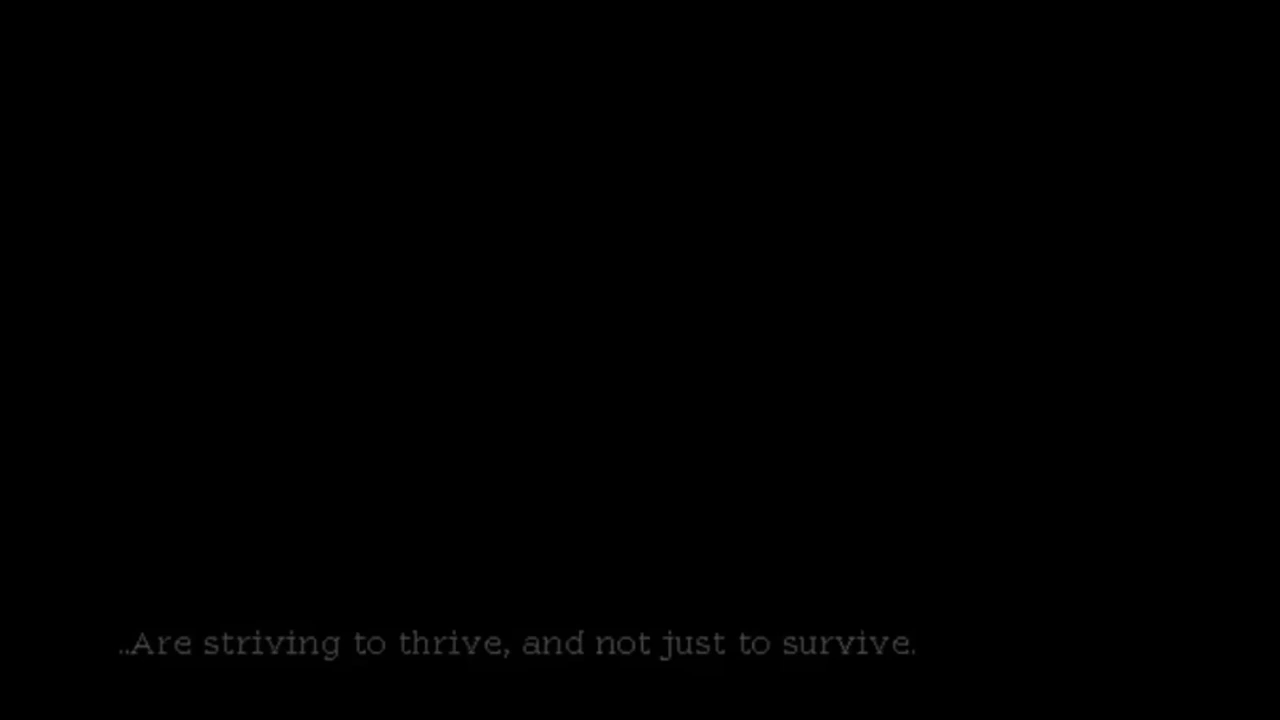 ..Are striving to thrive, and not just to survive.